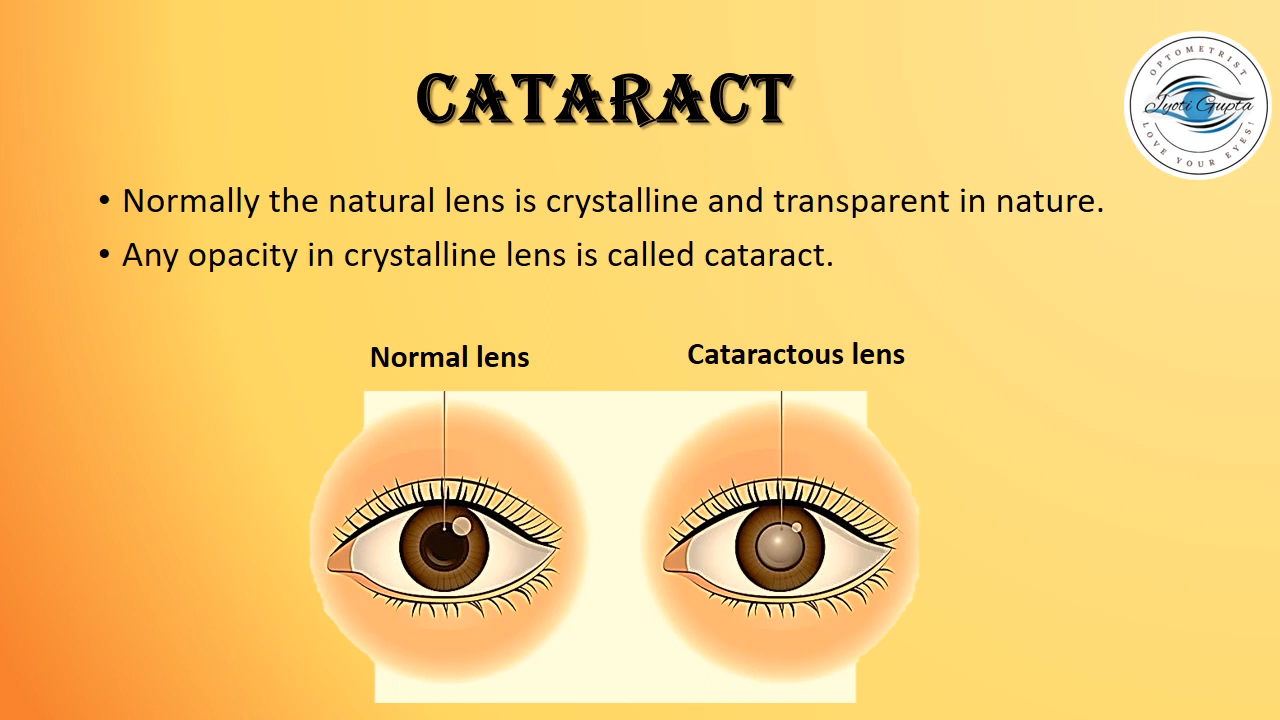 CATARACT
OPTOMETRIST
Jyoti Gupta
LOVE YOUR EYES!
• Normally the natural lens is crystalline and transparent in nature.
• Any opacity in crystalline lens is called cataract.
Normal lens
Cataractous lens